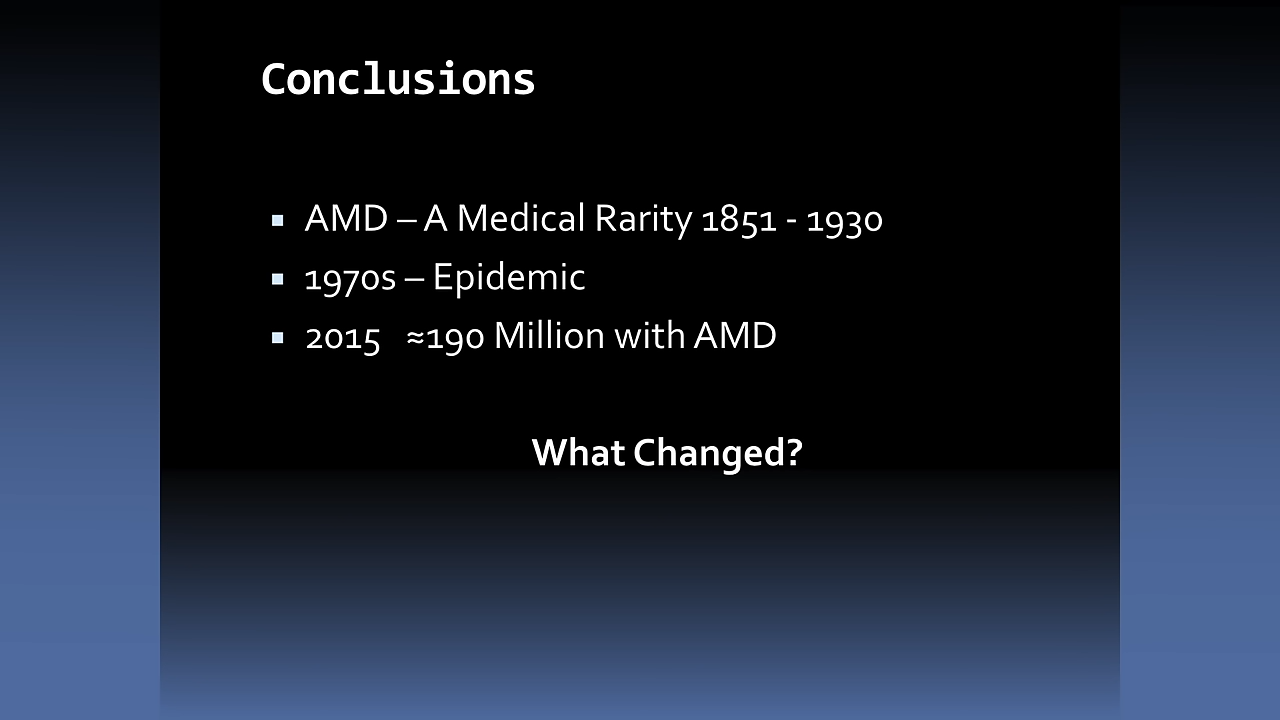 Conclusions
▪ AMD – A Medical Rarity 1851 - 1930
▪ 1970s – Epidemic
▪ 2015 ≈190 Million with AMD
What Changed?